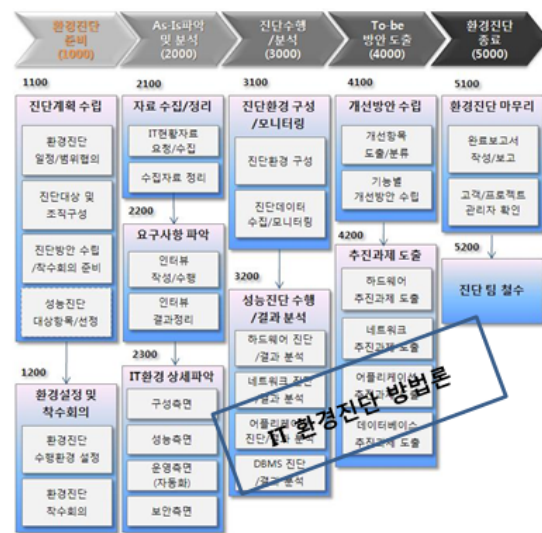 환경진단
준비
(1000)
As-Is파악
및 분석
(2000)
진단수행
/분석
(3000)
To-be
방안 도출
(4000)
환경진단
종료
(5000)
1100
진단계획 수립
환경진단
일정/범위협의
진단대상 및
조직구성
진단방안 수립
/착수회의 준비
성능진단
대상항목/선정
1200
환경설정 및
착수회의
환경진단
수행환경 설정
환경진단
착수회의
2100
자료 수집/정리
IT현황자료
요청/수집
수집자료 정리
2200
요구사항 파악
인터뷰
작성/수행
인터뷰
결과정리
2300
IT환경 상세파악
구성측면
성능측면
운영측면
(자동화)
보안측면
3100
진단환경 구성
/모니터링
진단환경 구성
진단데이터
수집/모니터링
3200
성능진단 수행
/결과 분석
하드웨어 진단
/결과 분석
네트워크 진단
/결과 분석
어플리케이션
진단/결과 분석
DBMS 진단
/결과 분석
4100
개선방안 수립
개선항목
도출/분류
기능별
개선방안 수립
4200
추진과제 도출
하드웨어
추진과제 도출
네트워크
추진과제 도출
어플리케이션
추진과제 도출
데이터베이스
추진과제 도출
5100
환경진단 마무리
완료보고서
작성/보고
고객/프로젝트
관리자 확인
5200
진단 팀 철수
IT 환경진단 방법론